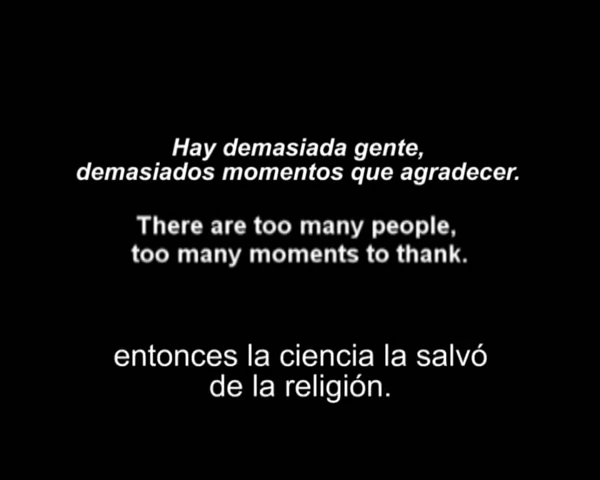 Hay demasiada gente,
demasiados momentos que agradecer.
There are too many people,
too many moments to thank.
entonces la ciencia la salvó
de la religión.